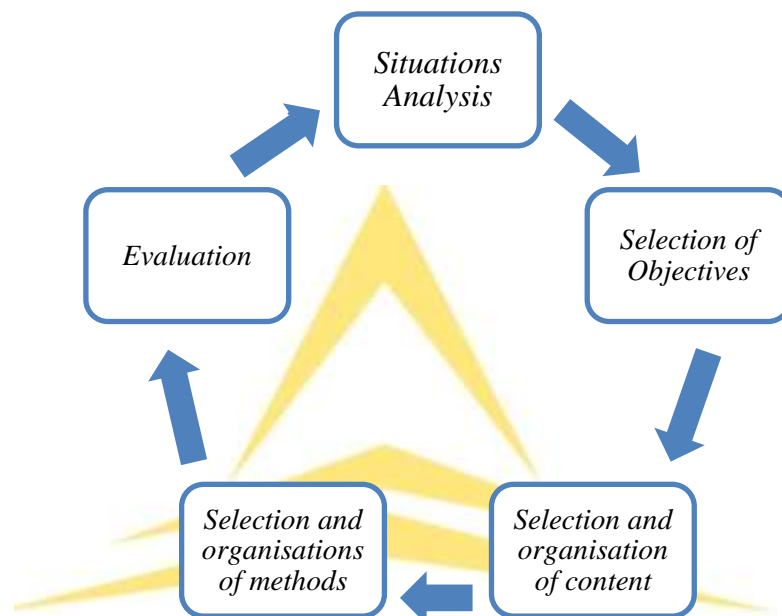 Situations
Analysis
Selection of
Objectives
Selection and
organisation
of content
Selection and
organisations
of methods
Evaluation